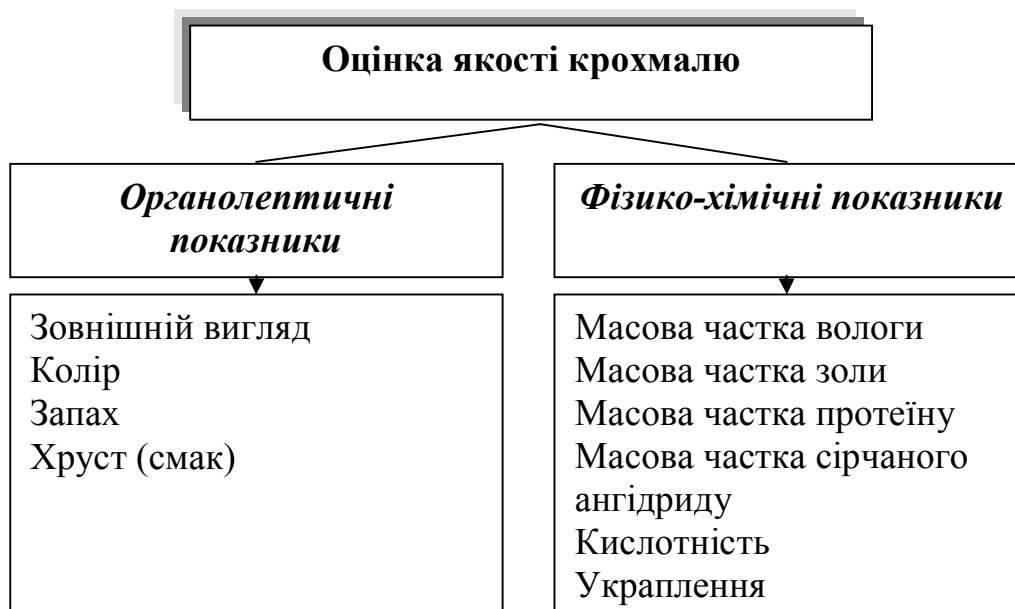 Оцінка якості крохмалю
Органолептичні
показники
Фізико-хімічні показники
Зовнішній вигляд
Колір
Запах
Хруст (смак)
Масова частка вологи
Масова частка золи
Масова частка протеїну
Масова частка сірчаного
ангідриду
Кислотність
Украплення